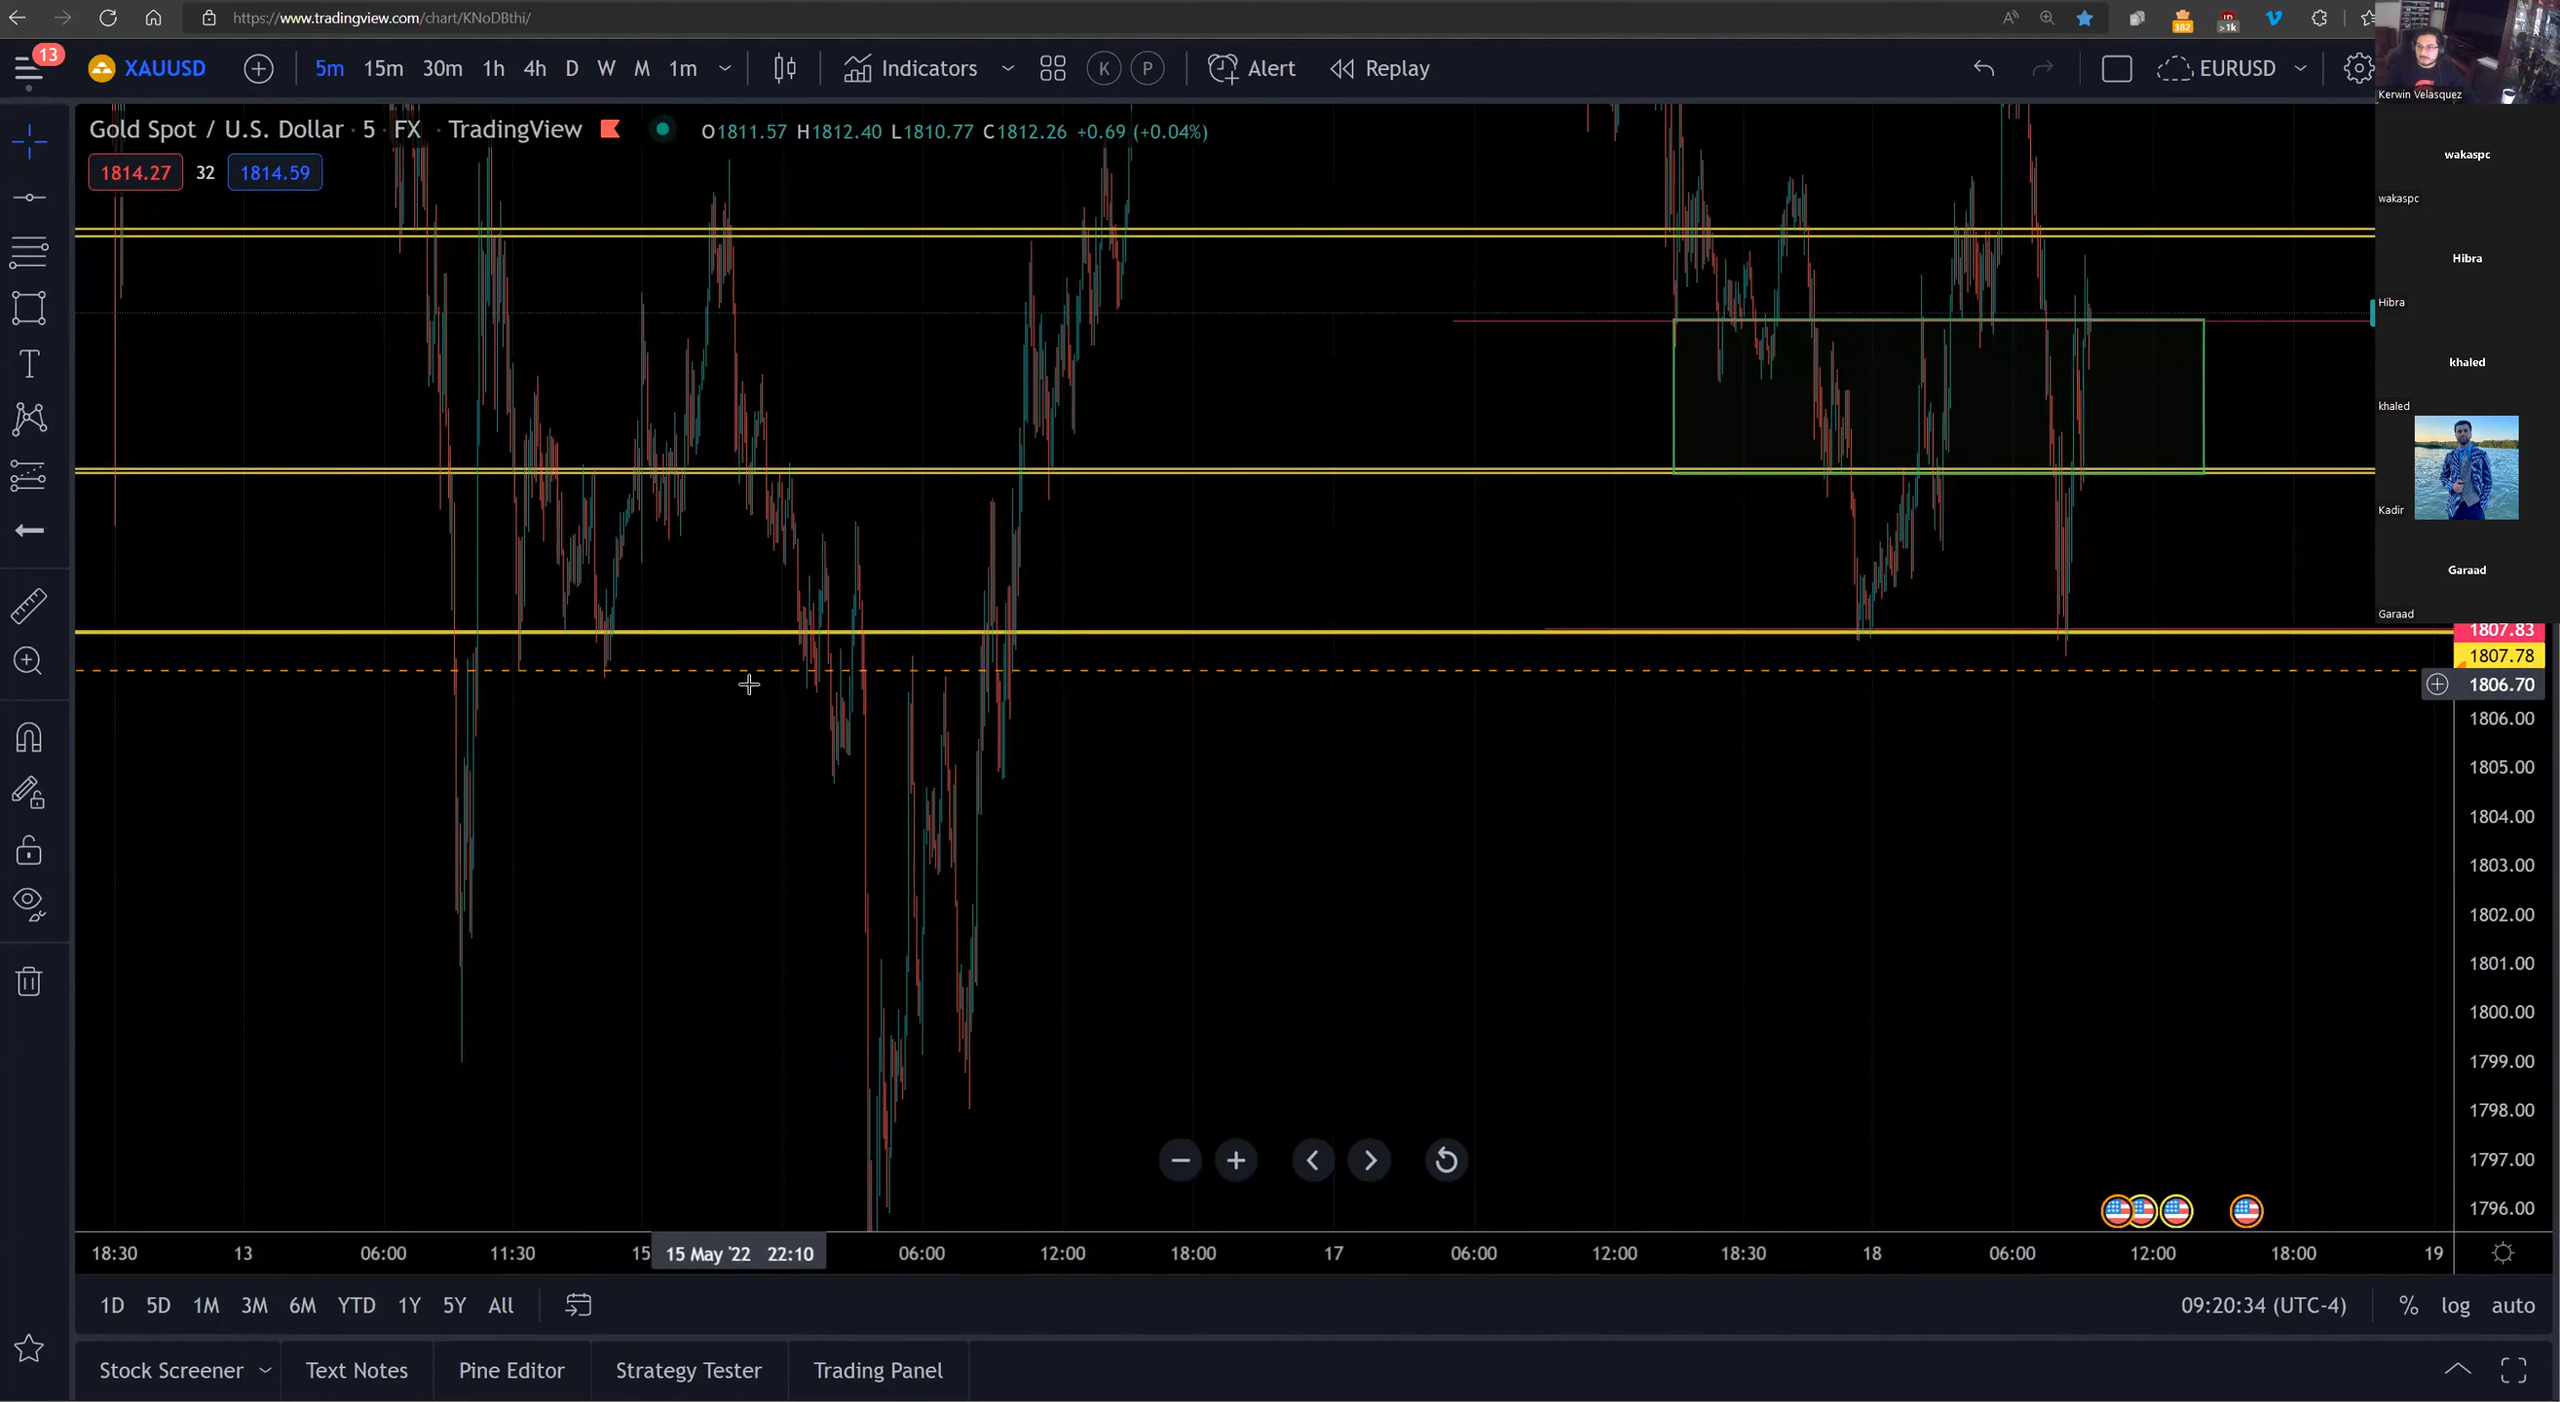 https://www.tradingview.com/chart/KNoDBthi/
382
>1k
13
XAUUSD
5m 15m 30m 1h 4h D W M 1m
Indicators
K P
Alert
Replay
EURUSD
Gold Spot / U.S. Dollar · 5 · FX · TradingView
O1811.57 H1812.40 L1810.77 C1812.26 +0.69 (+0.04%)
1814.27 32 1814.59
Kerwin Velasquez
wakaspc
wakaspc
Hibra
Hibra
khaled
khaled
Kadir
Garaad
Garaad
1807.83
1807.78
1806.70
1806.00
1805.00
1804.00
1803.00
1802.00
1801.00
1800.00
1799.00
1798.00
1797.00
1796.00
18:30 13 06:00 11:30 15 15 May '22 22:10 06:00 12:00 18:00 17 06:00 12:00 18:30 18 06:00 12:00 18:00 19
1D 5D 1M 3M 6M YTD 1Y 5Y All
09:20:34 (UTC-4) % log auto
Stock Screener Text Notes Pine Editor Strategy Tester Trading Panel